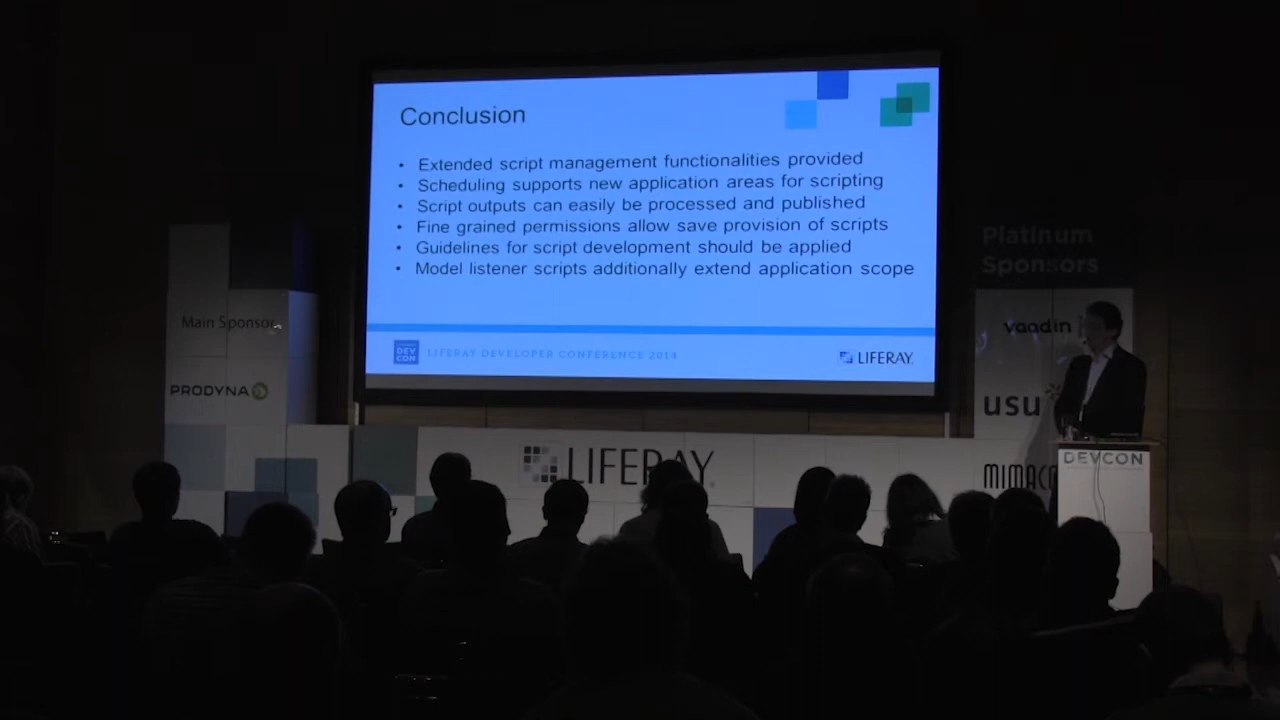 Conclusion
• Extended script management functionalities provided
• Scheduling supports new application areas for scripting
• Script outputs can easily be processed and published
• Fine grained permissions allow save provision of scripts
• Guidelines for script development should be applied
• Model listener scripts additionally extend application scope
DEV
CON
LIFERAY DEVELOPER CONFERENCE 2014
LIFERAY.
Platinum
Sponsors
Main Sponsor
vaadin
PRODYNA
usu
LIFERAY.
DEVCON